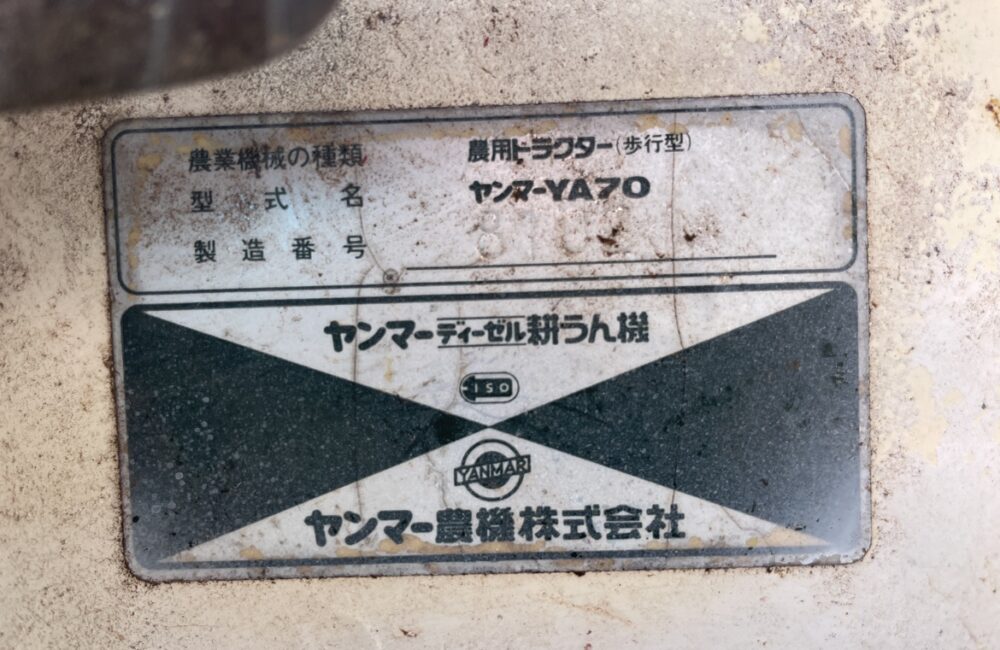 農業機械の種類 農用トラクター(歩行型)
型式名 ヤンマーYA70
製造番号
ヤンマーディーゼル耕うん機
ISO
YANMAR
ヤンマー農機株式会社